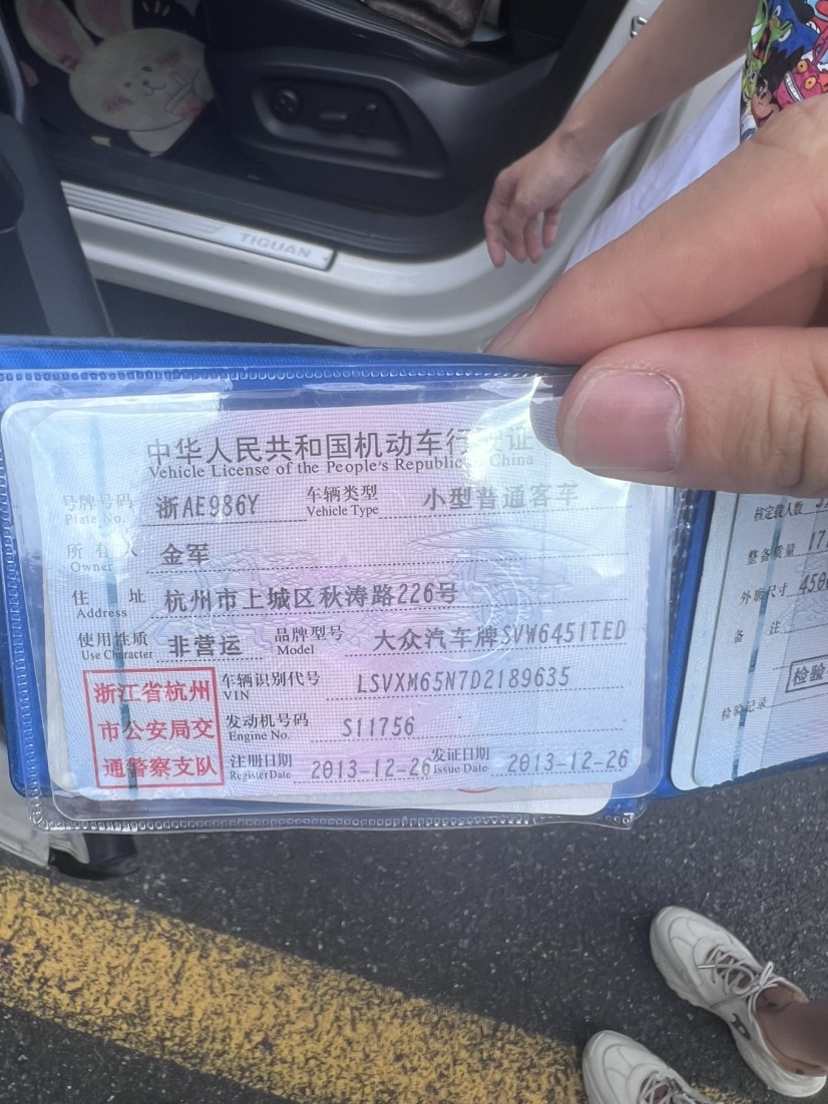 TIGUAN
中华人民共和国机动车行驶证
Vehicle License of the People's Republic China
号牌号码 浙AE986Y 车辆类型 小型普通客车
Plate No. Vehicle Type
所有人 金军
Owner
住 址 杭州市上城区秋涛路226号
Address
使用性质 非营运 品牌型号 大众汽车牌SVW6451TED
Use Character Model
浙江省杭州
市公安局交
通警察支队
车辆识别代号 LSVXM65N7D2189635
VIN
发动机号码 S11756
Engine No.
注册日期 2013-12-26 发证日期 2013-12-26
Register Date Issue Date
核定载人数
整备质量
外廓尺寸
备 注
检验
检验记录